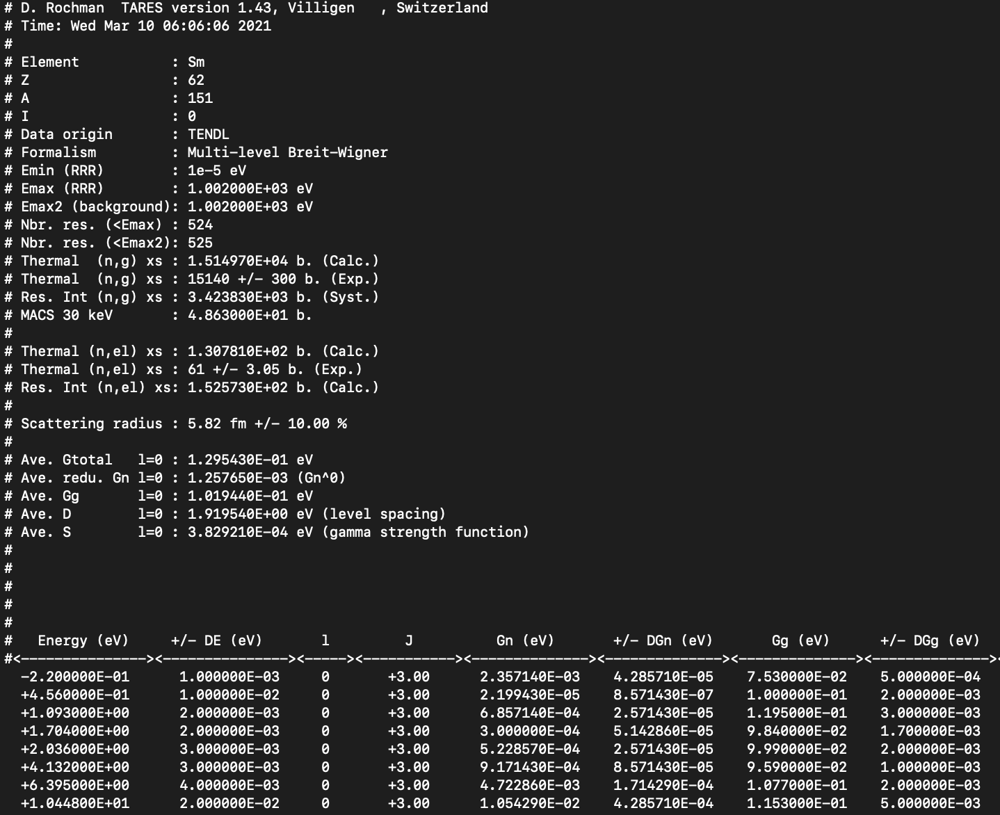 # D. Rochman  TARES version 1.43, Villigen   , Switzerland
# Time: Wed Mar 10 06:06:06 2021
#
# Element           : Sm
# Z                 : 62
# A                 : 151
# I                 : 0
# Data origin       : TENDL
# Formalism         : Multi-level Breit-Wigner
# Emin (RRR)        : 1e-5 eV
# Emax (RRR)        : 1.002000E+03 eV
# Emax2 (background): 1.002000E+03 eV
# Nbr. res. (<Emax) : 524
# Nbr. res. (<Emax2): 525
# Thermal  (n,g) xs : 1.514970E+04 b. (Calc.)
# Thermal  (n,g) xs : 15140 +/- 300 b. (Exp.)
# Res. Int (n,g) xs : 3.423830E+03 b. (Syst.)
# MACS 30 keV       : 4.863000E+01 b.
#
# Thermal (n,el) xs : 1.307810E+02 b. (Calc.)
# Thermal (n,el) xs : 61 +/- 3.05 b. (Exp.)
# Res. Int (n,el) xs: 1.525730E+02 b. (Calc.)
#
# Scattering radius : 5.82 fm +/- 10.00 %
#
# Ave. Gtotal   l=0 : 1.295430E-01 eV
# Ave. redu. Gn l=0 : 1.257650E-03 (Gn^0)
# Ave. Gg       l=0 : 1.019440E-01 eV
# Ave. D        l=0 : 1.919540E+00 eV (level spacing)
# Ave. S        l=0 : 3.829210E-04 eV (gamma strength function)
#
#
#
#
#
#   Energy (eV)     +/- DE (eV)       l         J          Gn (eV)       +/- DGn (eV)       Gg (eV)      +/- DGg (eV)
#<---------------><---------------><-----><-----------><--------------><--------------><--------------><--------------><
  -2.200000E-01      1.000000E-03     0       +3.00      2.357140E-03    4.285710E-05    7.530000E-02    5.000000E-04
  +4.560000E-01      1.000000E-02     0       +3.00      2.199430E-05    8.571430E-07    1.000000E-01    2.000000E-03
  +1.093000E+00      2.000000E-03     0       +3.00      6.857140E-04    2.571430E-05    1.195000E-01    3.000000E-03
  +1.704000E+00      2.000000E-03     0       +3.00      3.000000E-04    5.142860E-05    9.840000E-02    1.700000E-03
  +2.036000E+00      3.000000E-03     0       +3.00      5.228570E-04    2.571430E-05    9.990000E-02    2.000000E-03
  +4.132000E+00      3.000000E-03     0       +3.00      9.171430E-04    8.571430E-05    9.590000E-02    1.000000E-03
  +6.395000E+00      4.000000E-03     0       +3.00      4.722860E-03    1.714290E-04    1.077000E-01    2.000000E-03
  +1.044800E+01      2.000000E-02     0       +3.00      1.054290E-02    4.285710E-04    1.153000E-01    5.000000E-03